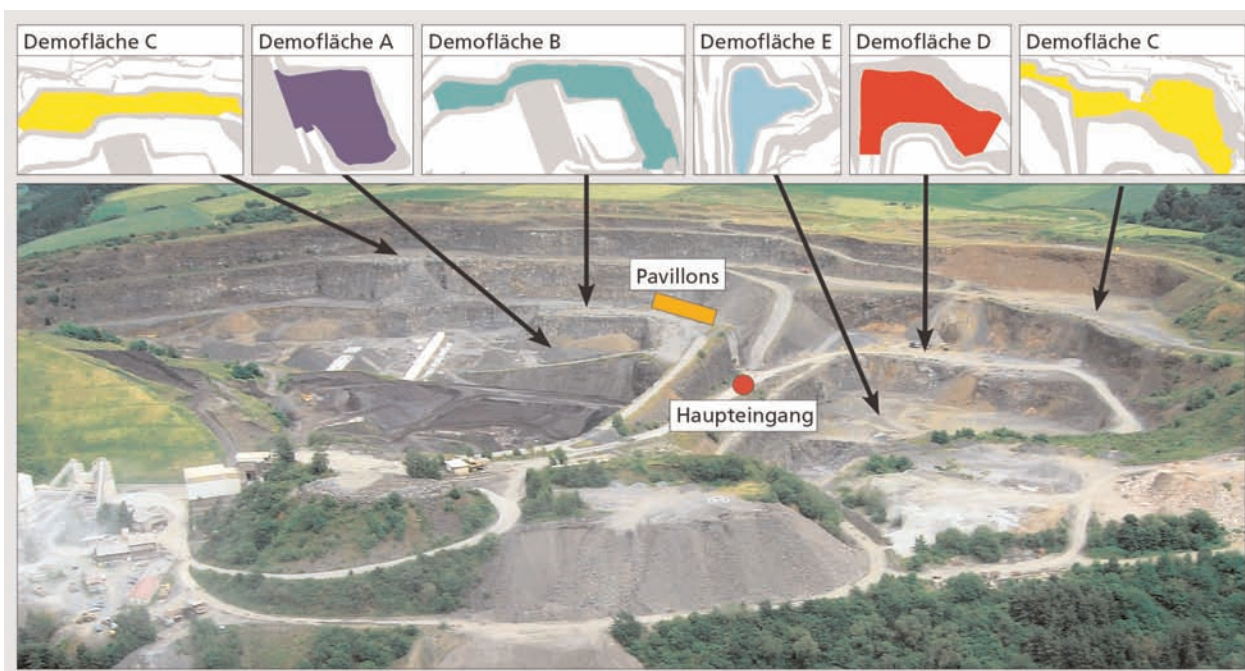 Demofläche C
Demofläche A
Demofläche B
Demofläche E
Demofläche D
Demofläche C
Pavillons
Haupteingang